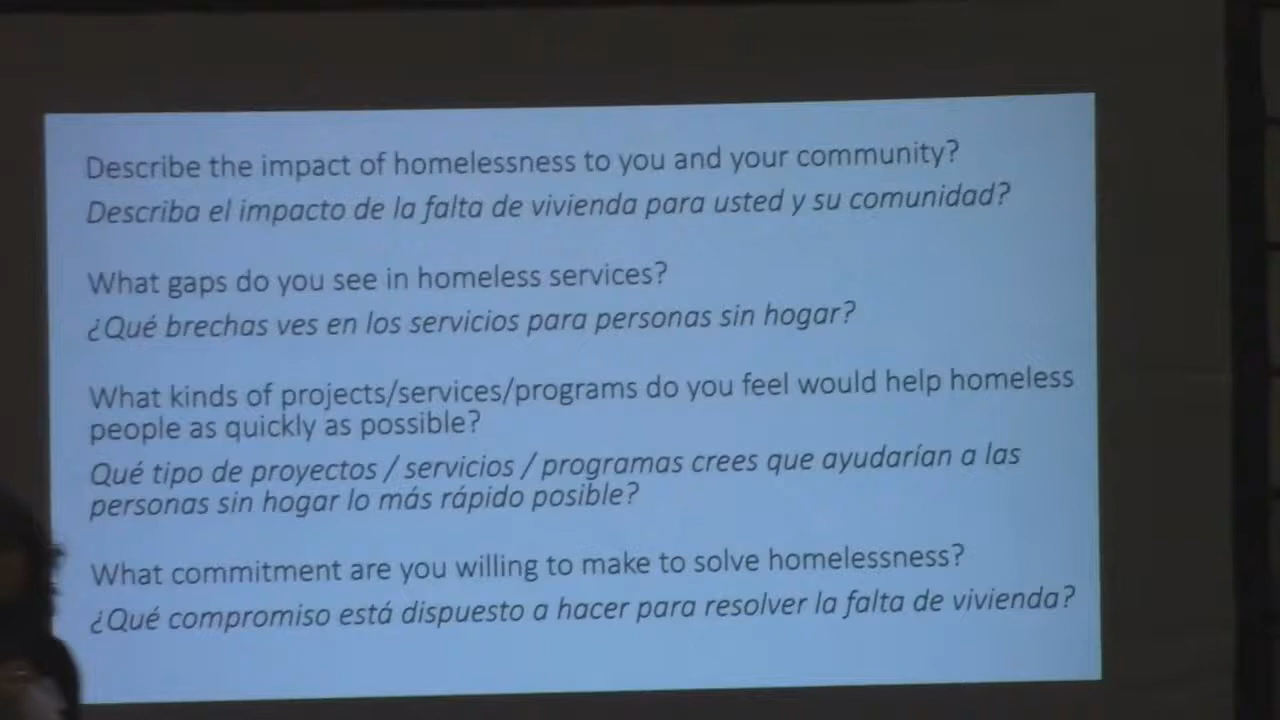 Describe the impact of homelessness to you and your community?
Describa el impacto de la falta de vivienda para usted y su comunidad?
What gaps do you see in homeless services?
¿Qué brechas ves en los servicios para personas sin hogar?
What kinds of projects/services/programs do you feel would help homeless
people as quickly as possible?
Qué tipo de proyectos / servicios / programas crees que ayudarían a las
personas sin hogar lo más rápido posible?
What commitment are you willing to make to solve homelessness?
¿Qué compromiso está dispuesto a hacer para resolver la falta de vivienda?